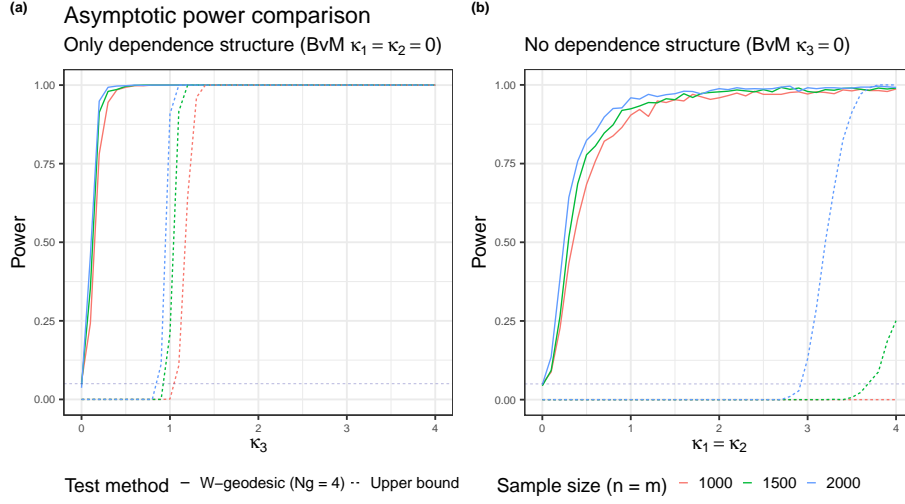 (a)
Asymptotic power comparison
Only dependence structure (BvM κ₁ = κ₂ = 0)
Power
1.00
0.75
0.50
0.25
0.00
0 1 2 3 4
κ₃
(b)
No dependence structure (BvM κ₃ = 0)
Power
1.00
0.75
0.50
0.25
0.00
0 1 2 3 4
κ₁ = κ₂
Test method W−geodesic (Ng = 4) Upper bound
Sample size (n = m) 1000 1500 2000